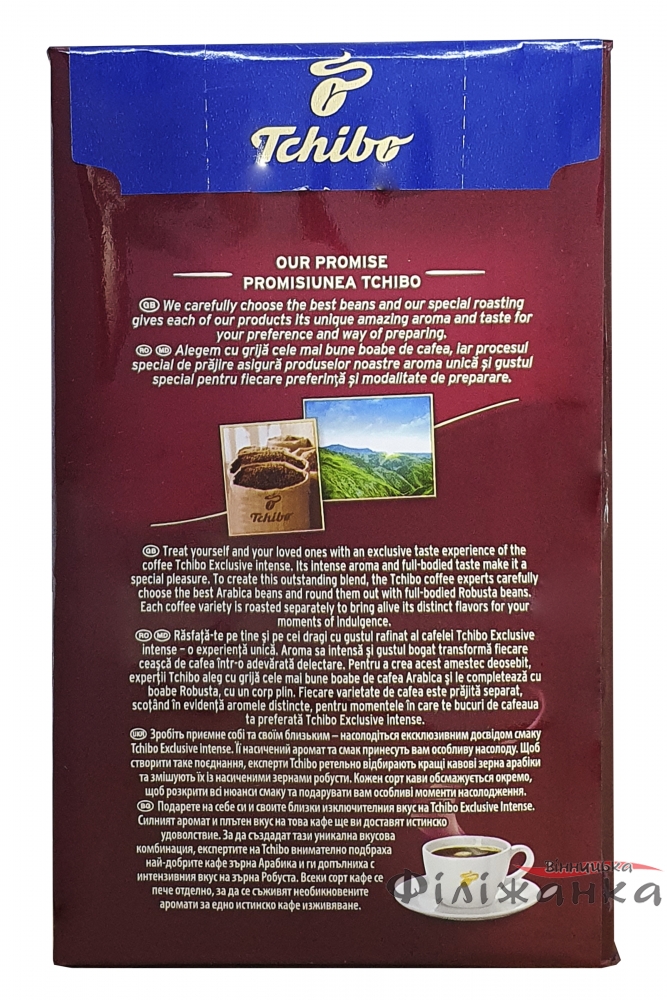 Tchibo
OUR PROMISE
PROMISIUNEA TCHIBO
GB We carefully choose the best beans and our special roasting
gives each of our products its unique amazing aroma and taste for
your preference and way of preparing.
RO MD Alegem cu grijă cele mai bune boabe de cafea, iar procesul
special de prăjire asigură produselor noastre aroma unică și gustul
special pentru fiecare preferință și modalitate de preparare.
Tchibo
GB Treat yourself and your loved ones with an exclusive taste experience of the
coffee Tchibo Exclusive intense. Its intense aroma and full-bodied taste make it a
special pleasure. To create this outstanding blend, the Tchibo coffee experts carefully
choose the best Arabica beans and round them out with full-bodied Robusta beans.
Each coffee variety is roasted separately to bring alive its distinct flavors for your
moments of indulgence.
RO MD Răsfață-te pe tine și pe cei dragi cu gustul rafinat al cafelei Tchibo Exclusive
intense – o experiență unică. Aroma sa intensă și gustul bogat transformă fiecare
ceașcă de cafea într-o adevărată delectare. Pentru a crea acest amestec deosebit,
experții Tchibo aleg cu grijă cele mai bune boabe de cafea Arabica și le completează cu
boabe Robusta, cu un corp plin. Fiecare varietate de cafea este prăjită separat,
scoțând în evidență aromele distincte, pentru momentele în care te bucuri de cafeaua
ta preferată Tchibo Exclusive intense.
UKR Зробіть приємне собі та своїм близьким – насолодіться ексклюзивним досвідом смаку
Tchibo Exclusive Intense. Її насичений аромат та смак принесуть вам особливу насолоду. Щоб
створити таке поєднання, експерти Tchibo ретельно відбирають кращі кавові зерна арабіки
та змішують їх із насиченими зернами робусти. Кожен сорт кави обсмажується окремо,
щоб розкрити всі нюанси смаку та подарувати вам особливі моменти насолодження.
BG Подарете на себе си и своите близки изключителния вкус на Tchibo Exclusive Intense.
Силният аромат и плътен вкус на това кафе ще ви доставят истинско
удоволствие. За да създадат тази уникална вкусова
комбинация, експертите на Tchibo внимателно подбраха
най-добрите кафе зърна Арабика и ги допълниха с
интензивния вкус на зърна Робуста. Всеки сорт кафе се
пече отделно, за да се съживят необикновените
аромати за едно истинско кафе изживяване.
Вінницька
Філіжанка